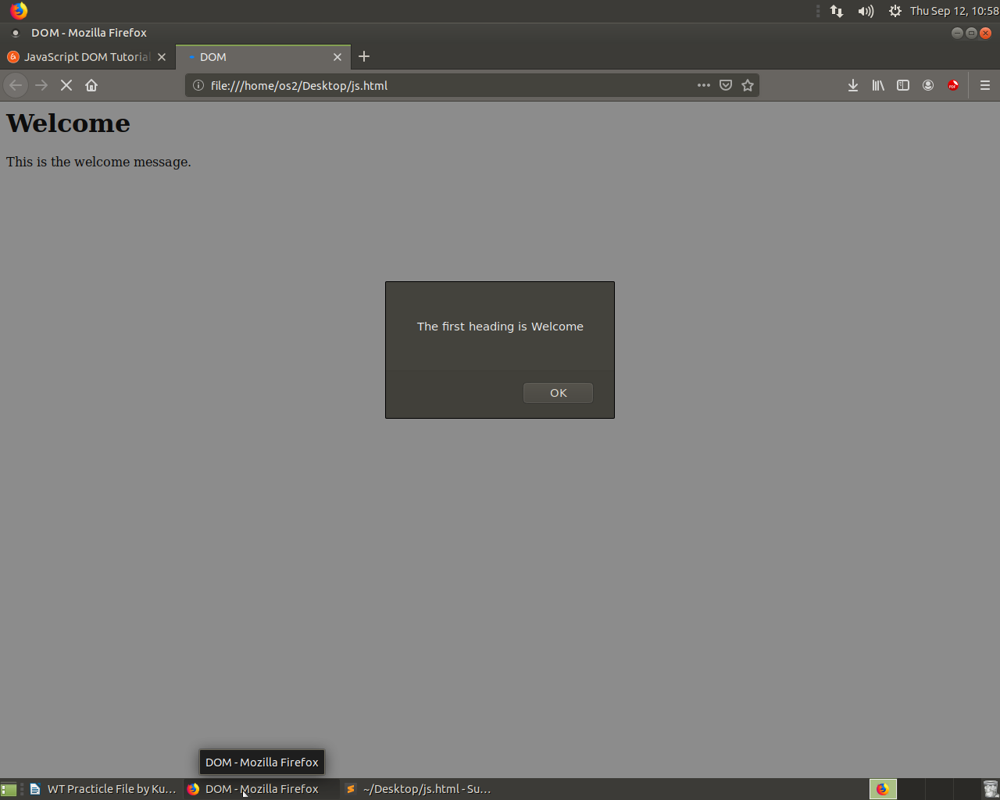 Thu Sep 12, 10:58
DOM - Mozilla Firefox
JavaScript DOM Tutorial
DOM
file:///home/os2/Desktop/js.html
PDF
Welcome
This is the welcome message.
The first heading is Welcome
OK
DOM - Mozilla Firefox
WT Practicle File by Ku...
DOM - Mozilla Firefox
~/Desktop/js.html - Su...